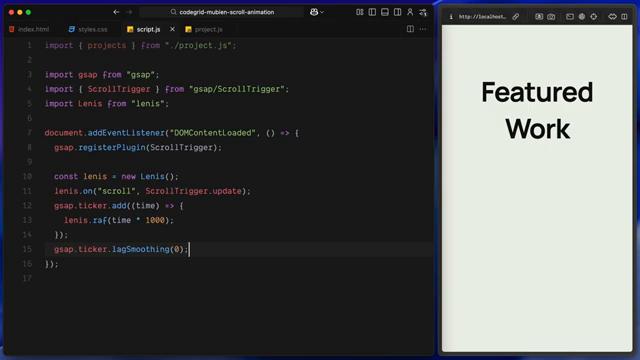 codegrid-mubien-scroll-animation
index.html
styles.css
script.js
project.js
1 import { projects } from "./project.js";
2
3 import gsap from "gsap";
4 import { ScrollTrigger } from "gsap/ScrollTrigger";
5 import Lenis from "lenis";
6
7 document.addEventListener("DOMContentLoaded", () => {
8 gsap.registerPlugin(ScrollTrigger);
9
10 const lenis = new Lenis();
11 lenis.on("scroll", ScrollTrigger.update);
12 gsap.ticker.add((time) => {
13 lenis.raf(time * 1000);
14 });
15 gsap.ticker.lagSmoothing(0);
16 });
17
http://localhost...
Featured
Work